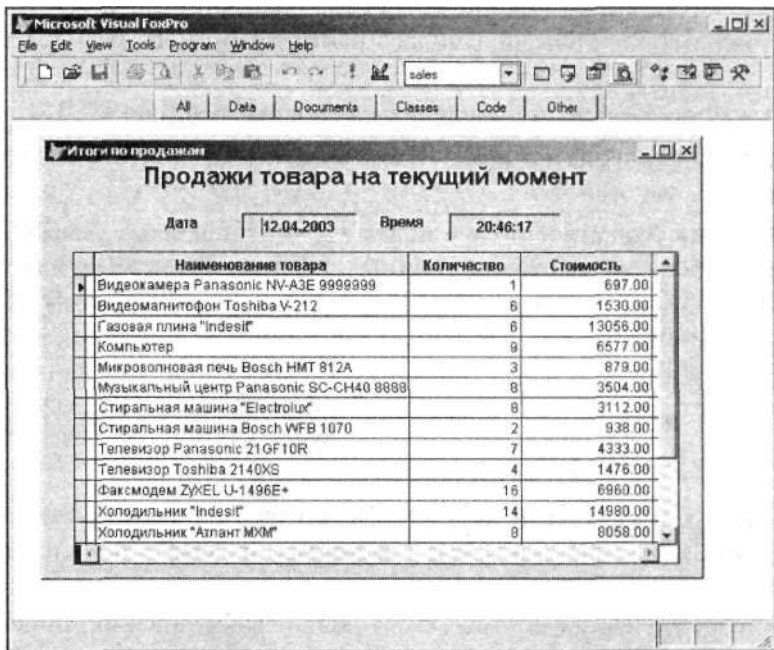 Microsoft Visual FoxPro
File Edit View Tools Program Window Help
sales
All Data Documents Classes Code Other
Итоги по продажам
Продажи товара на текущий момент
Дата 12.04.2003 Время 20:46:17
Наименование товара Количество Стоимость
Видеокамера Panasonic NV-A3E 9999999 1 697.00
Видеомагнитофон Toshiba V-212 6 1530.00
Газовая плина "Indesit" 6 13056.00
Компьютер 9 6577.00
Микроволновая печь Bosch HMT 812A 3 879.00
Музыкальный центр Panasonic SC-CH40 8888 8 3504.00
Стиральная машина "Electrolux" 8 3112.00
Стиральная машина Bosch WFB 1070 2 938.00
Телевизор Panasonic 21GF10R 7 4333.00
Телевизор Toshiba 2140XS 4 1476.00
Факсмодем ZyXEL U-1496E+ 16 6960.00
Холодильник "Indesit" 14 14980.00
Холодильник "Атлант МХМ" 8 8058.00